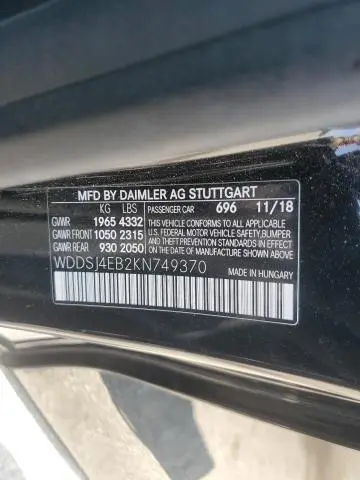 MFD BY DAIMLER AG STUTTGART
KG LBS PASSENGER CAR 696 11/18
GVWR 1965 4332 THIS VEHICLE CONFORMS TO ALL APPLICABLE
GAWR FRONT 1050 2315 U.S. FEDERAL MOTOR VEHICLE SAFETY, BUMPER
GAWR REAR 930 2050 AND THEFT PREVENTION STANDARDS IN EFFECT
ON THE DATE OF MANUFACTURE SHOWN ABOVE.
WDDSJ4EB2KN749370 MADE IN HUNGARY